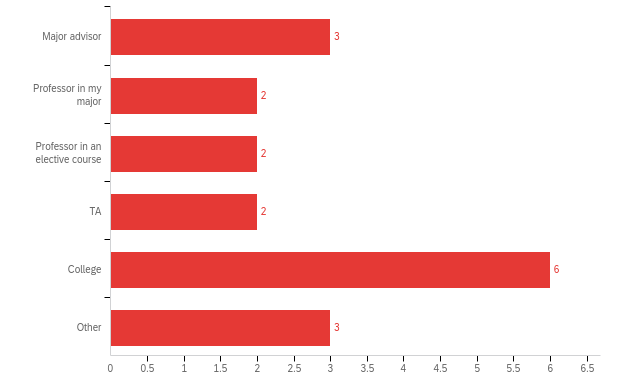 Major advisor
3
Professor in my
major
2
Professor in an
elective course
2
TA
2
College
6
Other
3
0 0.5 1 1.5 2 2.5 3 3.5 4 4.5 5 5.5 6 6.5